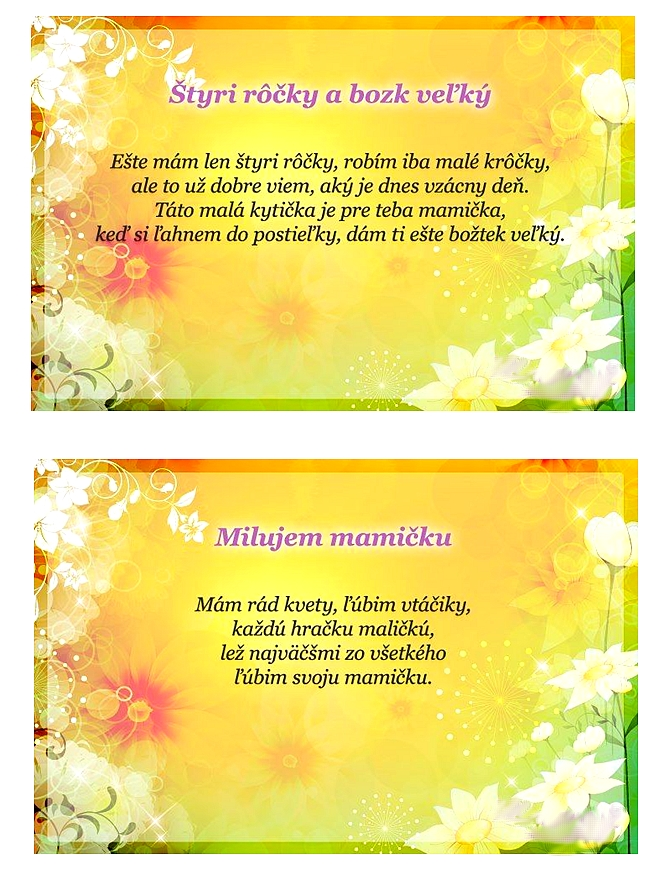 Štyri rôčky a bozk veľký
Ešte mám len štyri rôčky, robím iba malé krôčky,
ale to už dobre viem, aký je dnes vzácny deň.
Táto malá kytička je pre teba mamička,
keď si ľahnem do postieľky, dám ti ešte božtek veľký.
Milujem mamičku
Mám rád kvety, ľúbim vtáčiky,
každú hračku maličkú,
lež najväčšmi zo všetkého
ľúbim svoju mamičku.